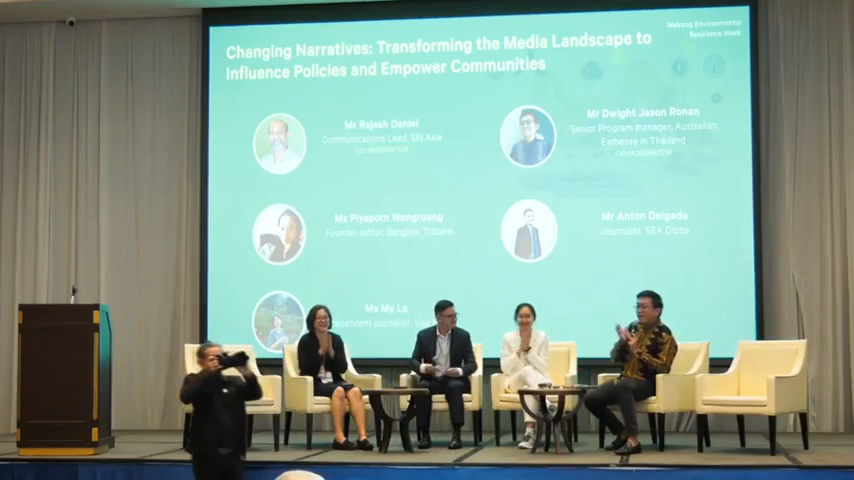 Mekong Environmental
Resilience Week
Changing Narratives: Transforming the Media Landscape to
Influence Policies and Empower Communities
Mr Rajesh Daniel
Communications Lead, SEI Asia
CO-MODERATOR
Mr Dwight Jason Ronan
Senior Program manager, Australian
Embassy in Thailand
CO-MODERATOR
Ms Piyaporn Wongruang
Founder-editor, Bangkok Tribune
Mr Anton Delgado
Journalist, SEA Globe
Ms My Le
journalist